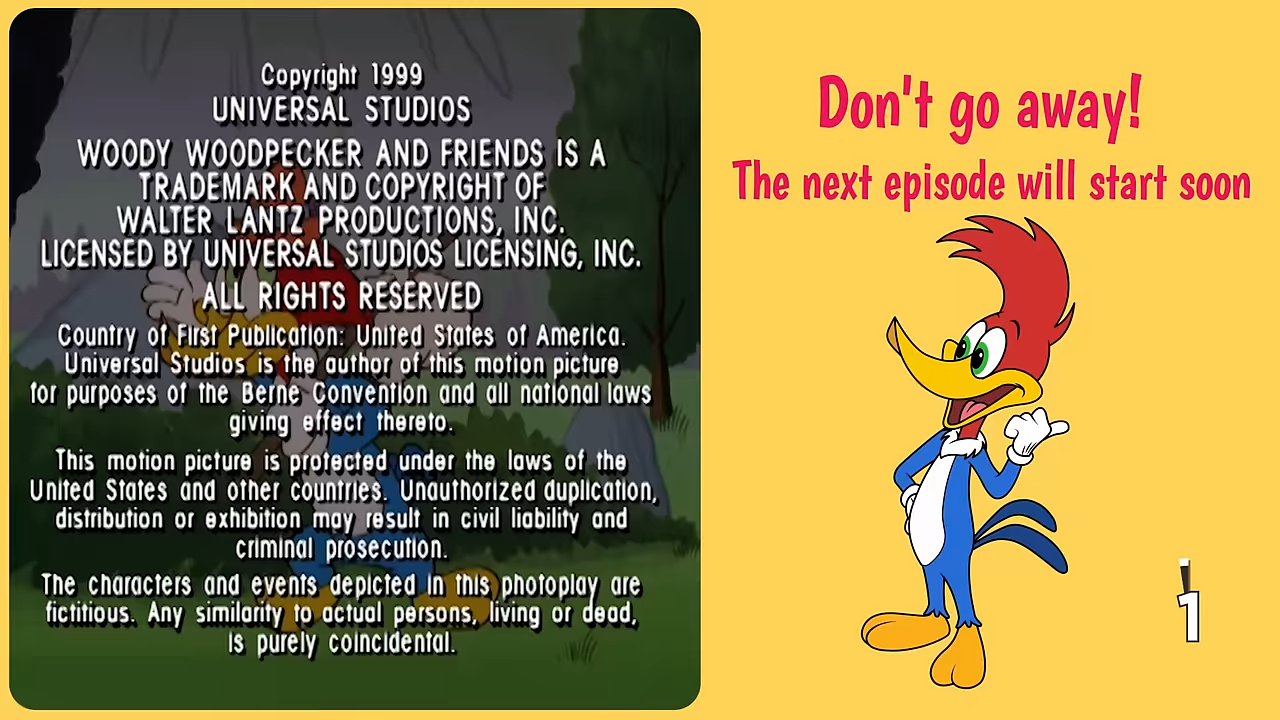 Copyright 1999
UNIVERSAL STUDIOS
WOODY WOODPECKER AND FRIENDS IS A
TRADEMARK AND COPYRIGHT OF
WALTER LANTZ PRODUCTIONS, INC.
LICENSED BY UNIVERSAL STUDIOS LICENSING, INC.
ALL RIGHTS RESERVED
Country of First Publication: United States of America.
Universal Studios is the author of this motion picture
for purposes of the Berne Convention and all national laws
giving effect thereto.
This motion picture is protected under the laws of the
United States and other countries. Unauthorized duplication,
distribution or exhibition may result in civil liability and
criminal prosecution.
The characters and events depicted in this photoplay are
fictitious. Any similarity to actual persons, living or dead,
is purely coincidental.
Don't go away!
The next episode will start soon
1